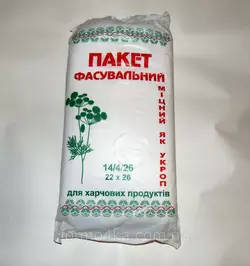 ПАКЕТ
ФАСУВАЛЬНИЙ
МІЦНИЙ ЯК УКРОП
14/4/26
22 х 26
для харчових продуктів